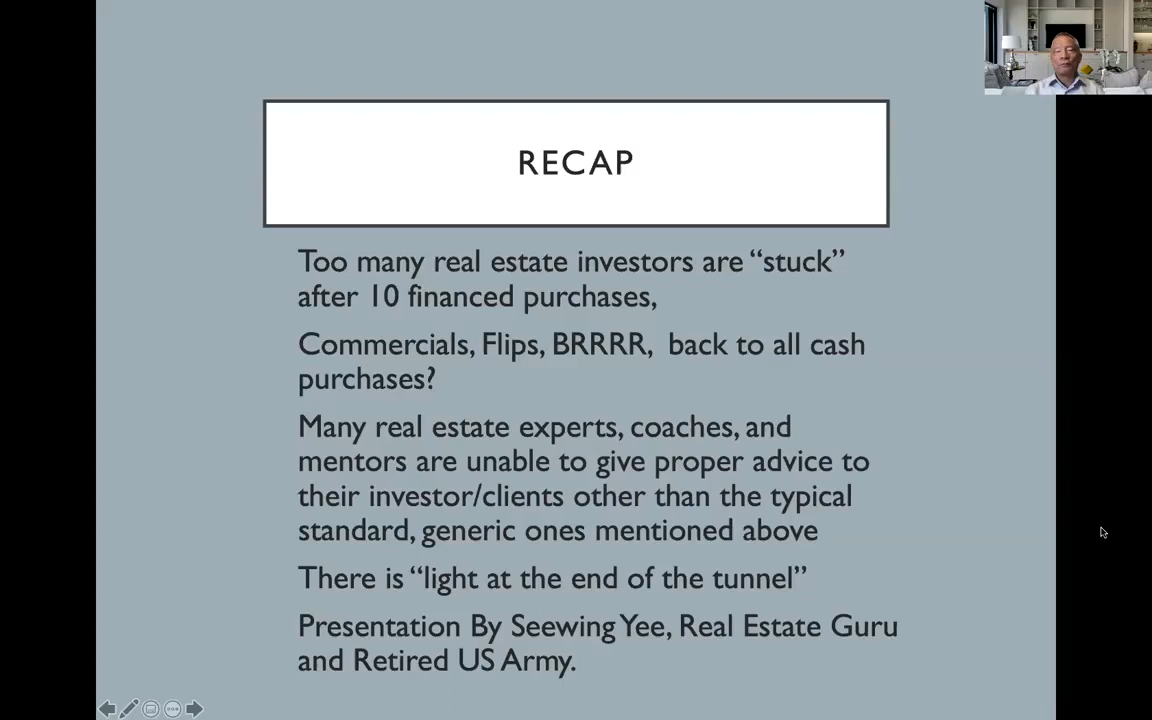 RECAP
Too many real estate investors are “stuck”
after 10 financed purchases,
Commercials, Flips, BRRRR, back to all cash
purchases?
Many real estate experts, coaches, and
mentors are unable to give proper advice to
their investor/clients other than the typical
standard, generic ones mentioned above
There is “light at the end of the tunnel”
Presentation By Seewing Yee, Real Estate Guru
and Retired US Army.